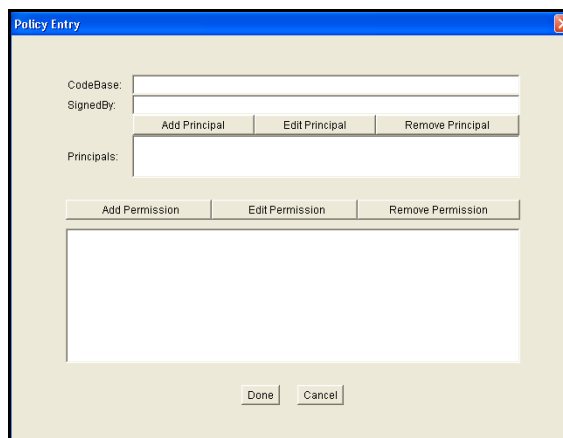 Policy Entry
CodeBase:
SignedBy:
Add Principal Edit Principal Remove Principal
Principals:
Add Permission Edit Permission Remove Permission
Done Cancel